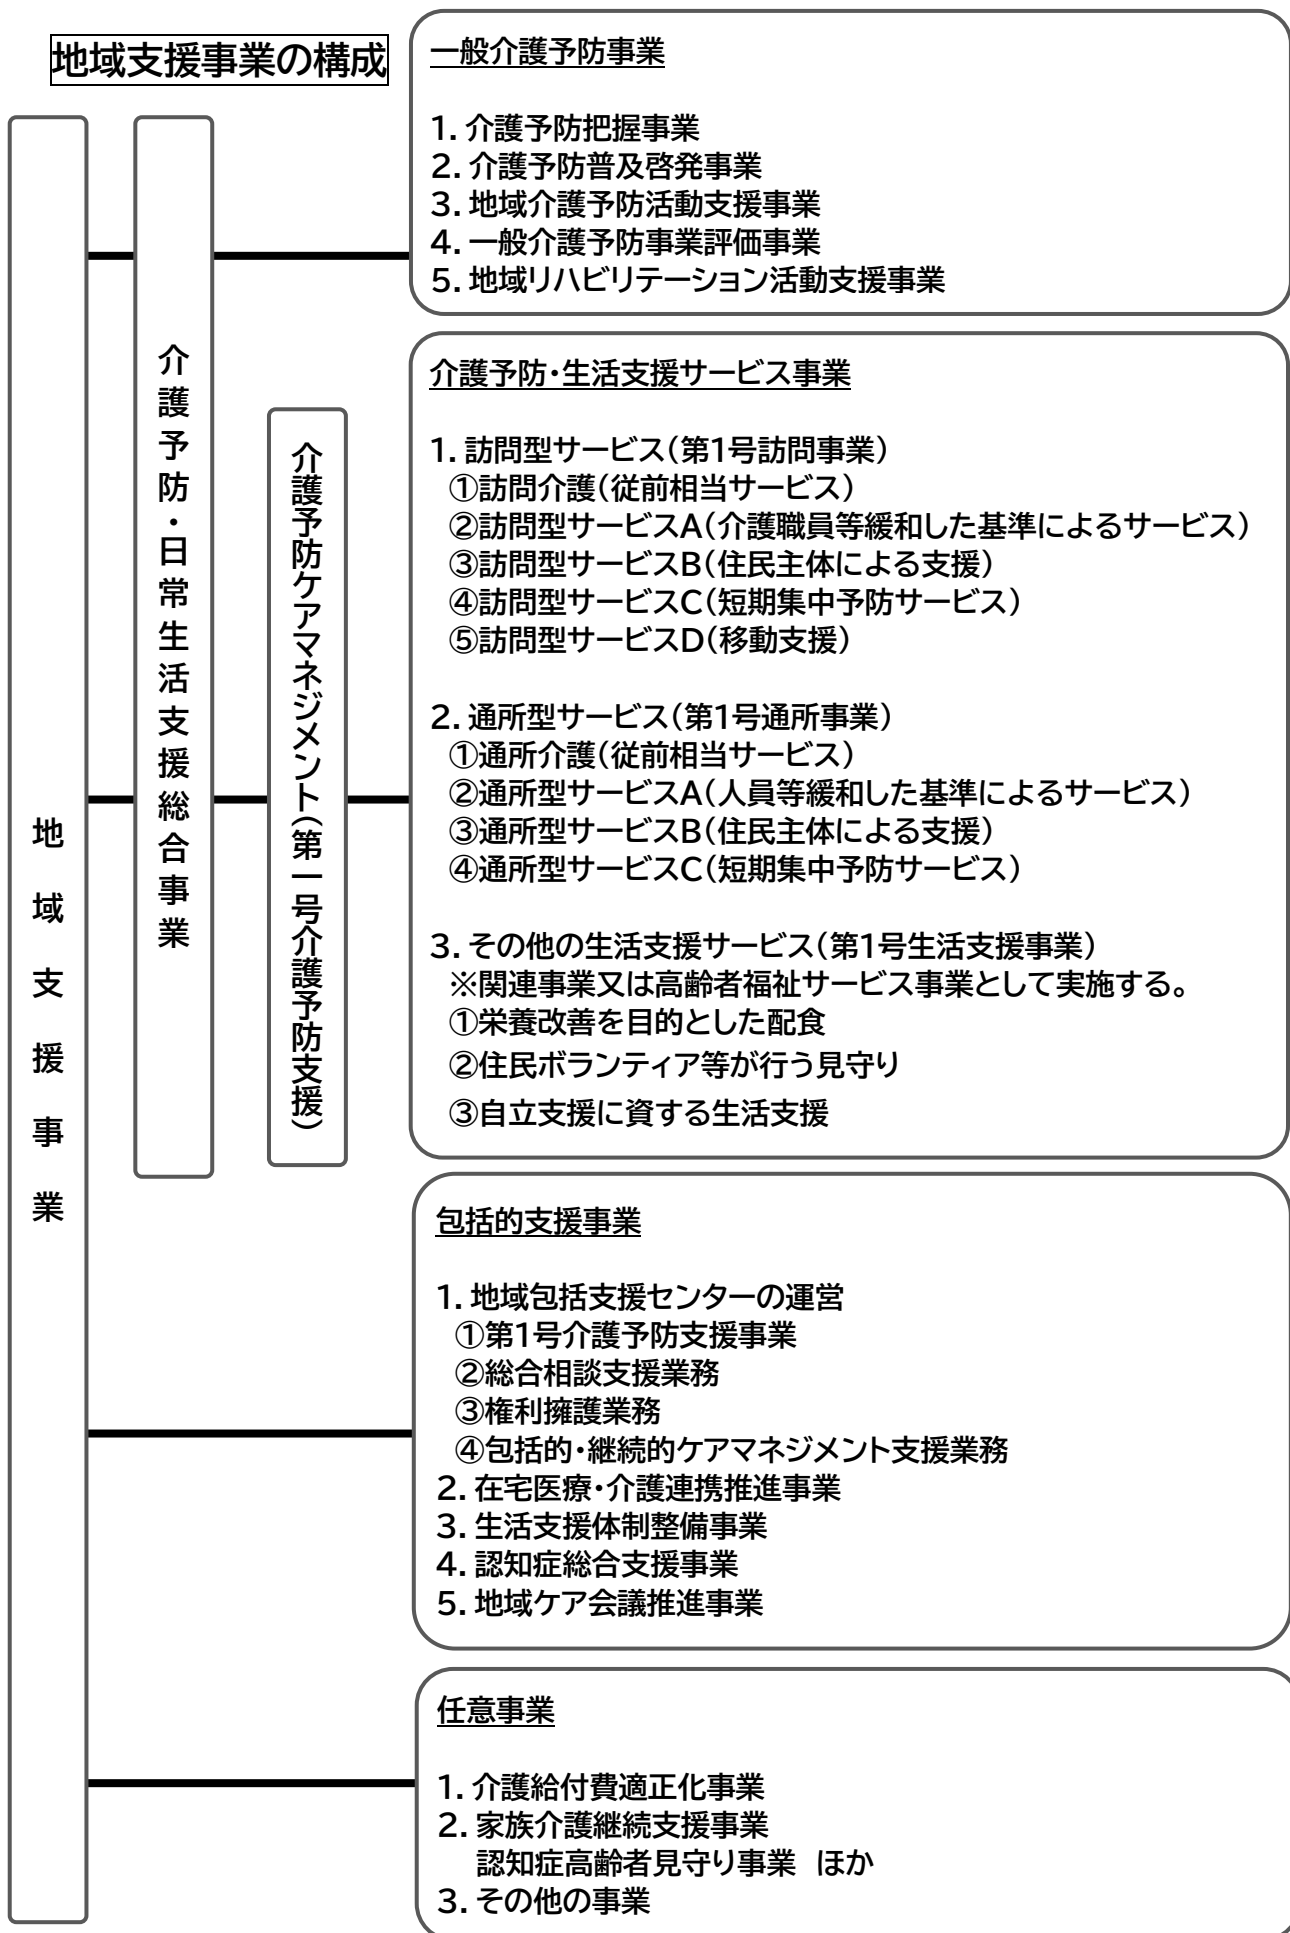 地域支援事業の構成
地域支援事業
介護予防・日常生活支援総合事業
介護予防ケアマネジメント(第一号介護予防支援)
一般介護予防事業
1. 介護予防把握事業
2. 介護予防普及啓発事業
3. 地域介護予防活動支援事業
4. 一般介護予防事業評価事業
5. 地域リハビリテーション活動支援事業
介護予防・生活支援サービス事業
1. 訪問型サービス(第1号訪問事業)
①訪問介護(従前相当サービス)
②訪問型サービスA(介護職員等緩和した基準によるサービス)
③訪問型サービスB(住民主体による支援)
④訪問型サービスC(短期集中予防サービス)
⑤訪問型サービスD(移動支援)
2. 通所型サービス(第1号通所事業)
①通所介護(従前相当サービス)
②通所型サービスA(人員等緩和した基準によるサービス)
③通所型サービスB(住民主体による支援)
④通所型サービスC(短期集中予防サービス)
3. その他の生活支援サービス(第1号生活支援事業)
※関連事業又は高齢者福祉サービス事業として実施する。
①栄養改善を目的とした配食
②住民ボランティア等が行う見守り
③自立支援に資する生活支援
包括的支援事業
1. 地域包括支援センターの運営
①第1号介護予防支援事業
②総合相談支援業務
③権利擁護業務
④包括的・継続的ケアマネジメント支援業務
2. 在宅医療・介護連携推進事業
3. 生活支援体制整備事業
4. 認知症総合支援事業
5. 地域ケア会議推進事業
任意事業
1. 介護給付費適正化事業
2. 家族介護継続支援事業
認知症高齢者見守り事業 ほか
3. その他の事業